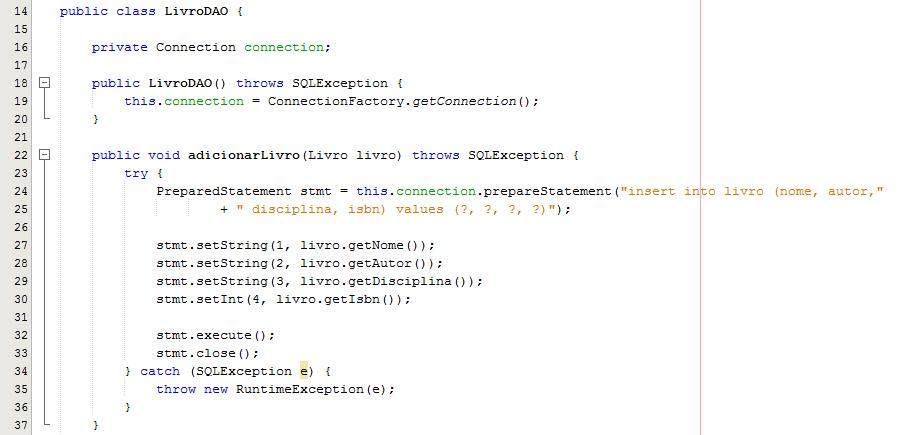 14 public class LivroDAO {
15
16     private Connection connection;
17
18     public LivroDAO() throws SQLException {
19         this.connection = ConnectionFactory.getConnection();
20     }
21
22     public void adicionarLivro(Livro livro) throws SQLException {
23         try {
24             PreparedStatement stmt = this.connection.prepareStatement("insert into livro (nome, autor,"
25                     + " disciplina, isbn) values (?, ?, ?, ?)");
26
27             stmt.setString(1, livro.getNome());
28             stmt.setString(2, livro.getAutor());
29             stmt.setString(3, livro.getDisciplina());
30             stmt.setInt(4, livro.getIsbn());
31
32             stmt.execute();
33             stmt.close();
34         } catch (SQLException e) {
35             throw new RuntimeException(e);
36         }
37     }